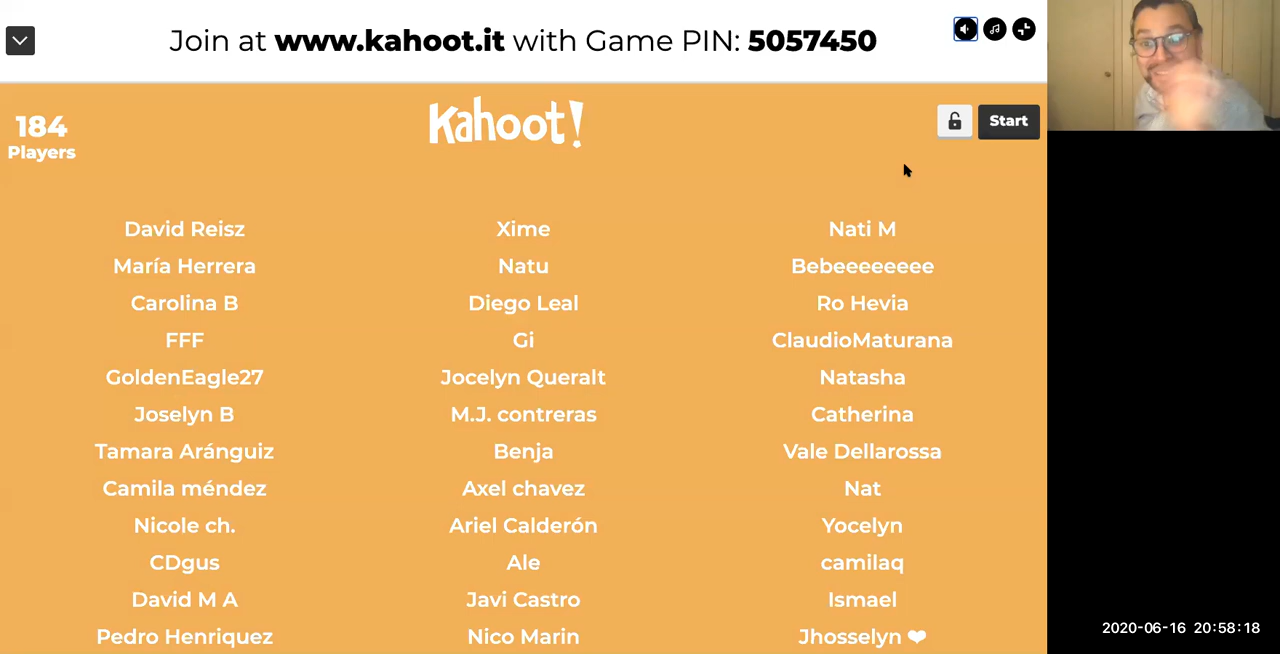 Join at www.kahoot.it with Game PIN: 5057450
184
Players
Kahoot!
Start
David Reisz
Xime
Nati M
María Herrera
Natu
Bebeeeeeeee
Carolina B
Diego Leal
Ro Hevia
FFF
Gi
ClaudioMaturana
GoldenEagle27
Jocelyn Queralt
Natasha
Joselyn B
M.J. contreras
Catherina
Tamara Aránguiz
Benja
Vale Dellarossa
Camila méndez
Axel chavez
Nat
Nicole ch.
Ariel Calderón
Yocelyn
CDgus
Ale
camilaq
David M A
Javi Castro
Ismael
Pedro Henriquez
Nico Marin
Jhosselyn ❤
2020-06-16 20:58:18